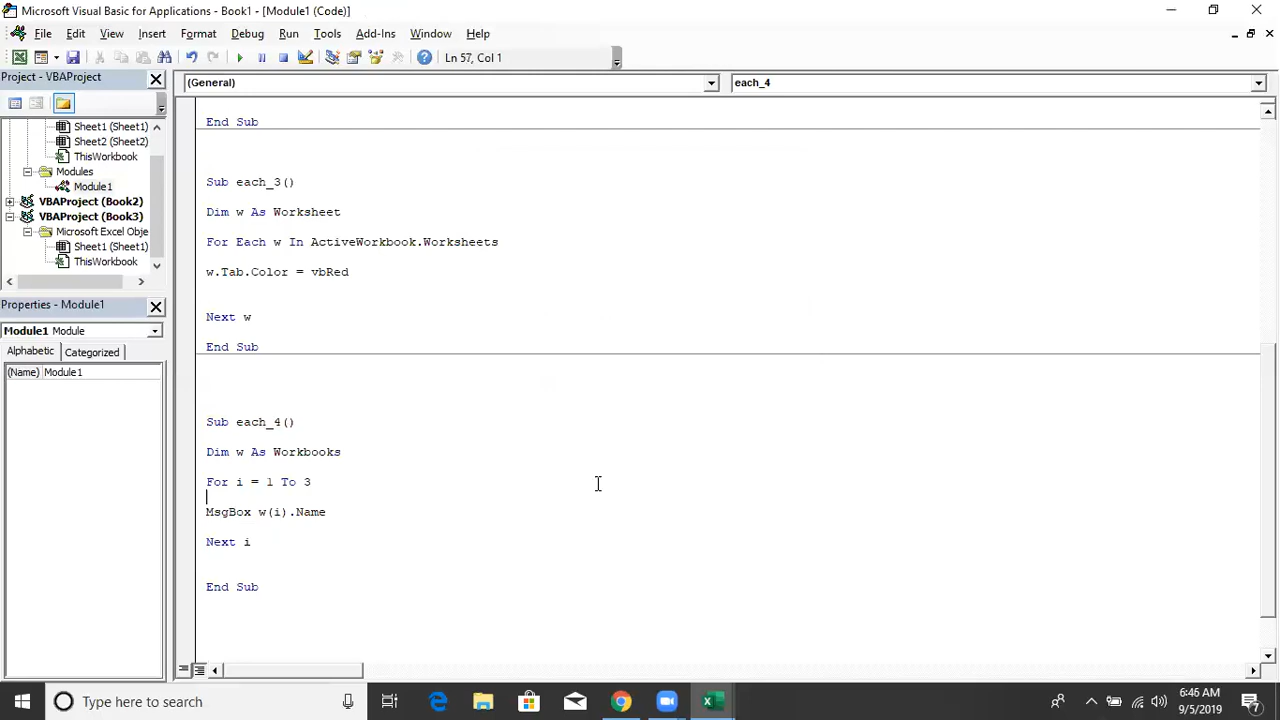 Microsoft Visual Basic for Applications - Book1 - [Module1 (Code)]
File Edit View Insert Format Debug Run Tools Add-Ins Window Help
Ln 57, Col 1
Project - VBAProject
(General) each_4
Sheet1 (Sheet1)
Sheet2 (Sheet2)
ThisWorkbook
Modules
Module1
VBAProject (Book2)
VBAProject (Book3)
Microsoft Excel Obje
Sheet1 (Sheet1)
ThisWorkbook
Properties - Module1
Module1 Module
Alphabetic Categorized
(Name) Module1
End Sub
Sub each_3()
Dim w As Worksheet
For Each w In ActiveWorkbook.Worksheets
w.Tab.Color = vbRed
Next w
End Sub
Sub each_4()
Dim w As Workbooks
For i = 1 To 3
MsgBox w(i).Name
Next i
End Sub
Type here to search
6:46 AM
9/5/2019
7